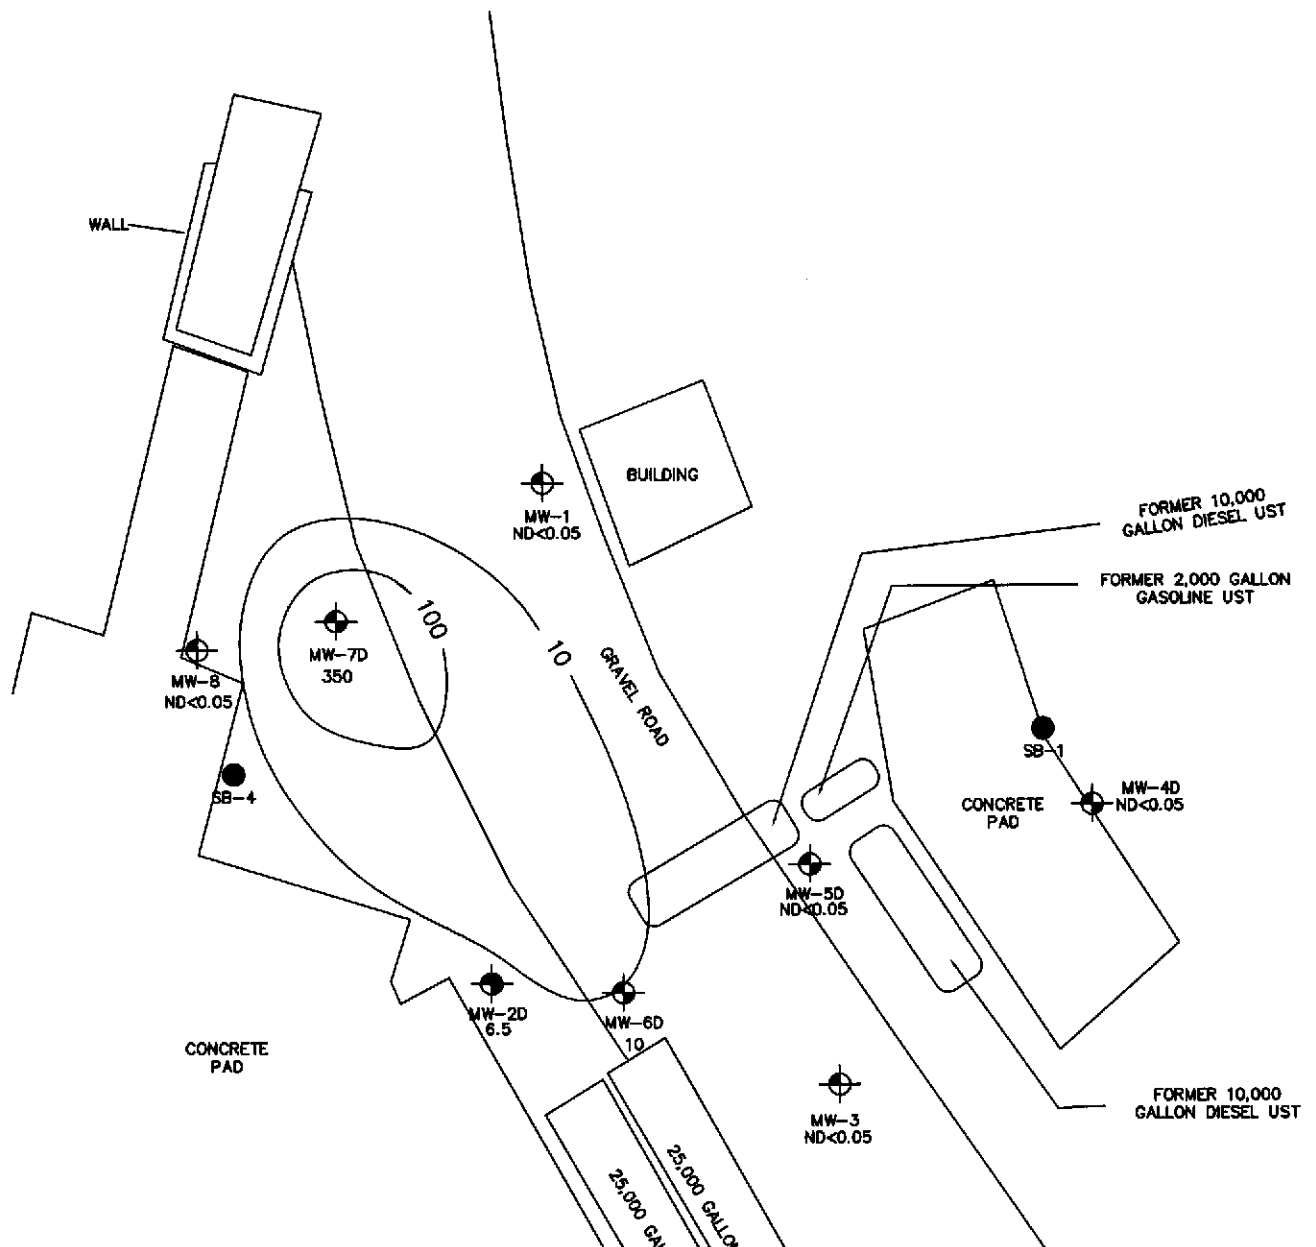 WALL
BUILDING
MW-1
ND<0.05
FORMER 10,000
GALLON DIESEL UST
FORMER 2,000 GALLON
GASOLINE UST
100
10
MW-7D
350
MW-8
ND<0.05
GRAVEL ROAD
SB-1
SB-4
MW-4D
ND<0.05
CONCRETE
PAD
MW-5D
ND<0.05
MW-2D
6.5
MW-6D
10
CONCRETE
PAD
MW-3
ND<0.05
FORMER 10,000
GALLON DIESEL UST
25,000 GAL
25,000 GALLON